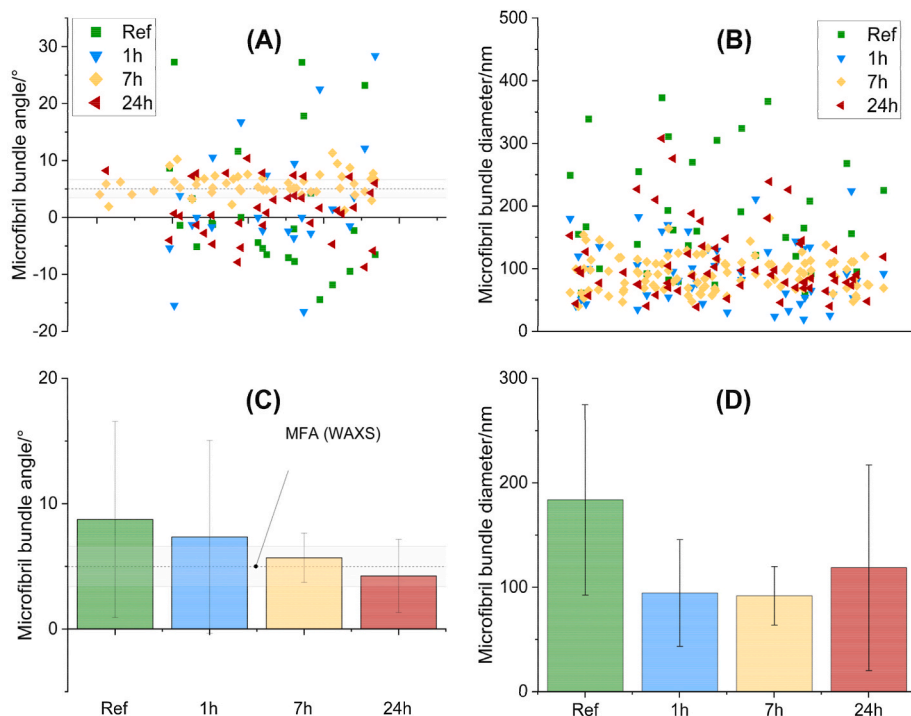 (A)
Ref
1h
7h
24h
Microfibril bundle angle/°
30
20
10
0
-10
-20
(B)
Ref
1h
7h
24h
Microfibril bundle diameter/nm
500
400
300
200
100
0
(C)
MFA (WAXS)
Microfibril bundle angle/°
20
10
0
Ref 1h 7h 24h
(D)
Microfibril bundle diameter/nm
300
200
100
0
Ref 1h 7h 24h